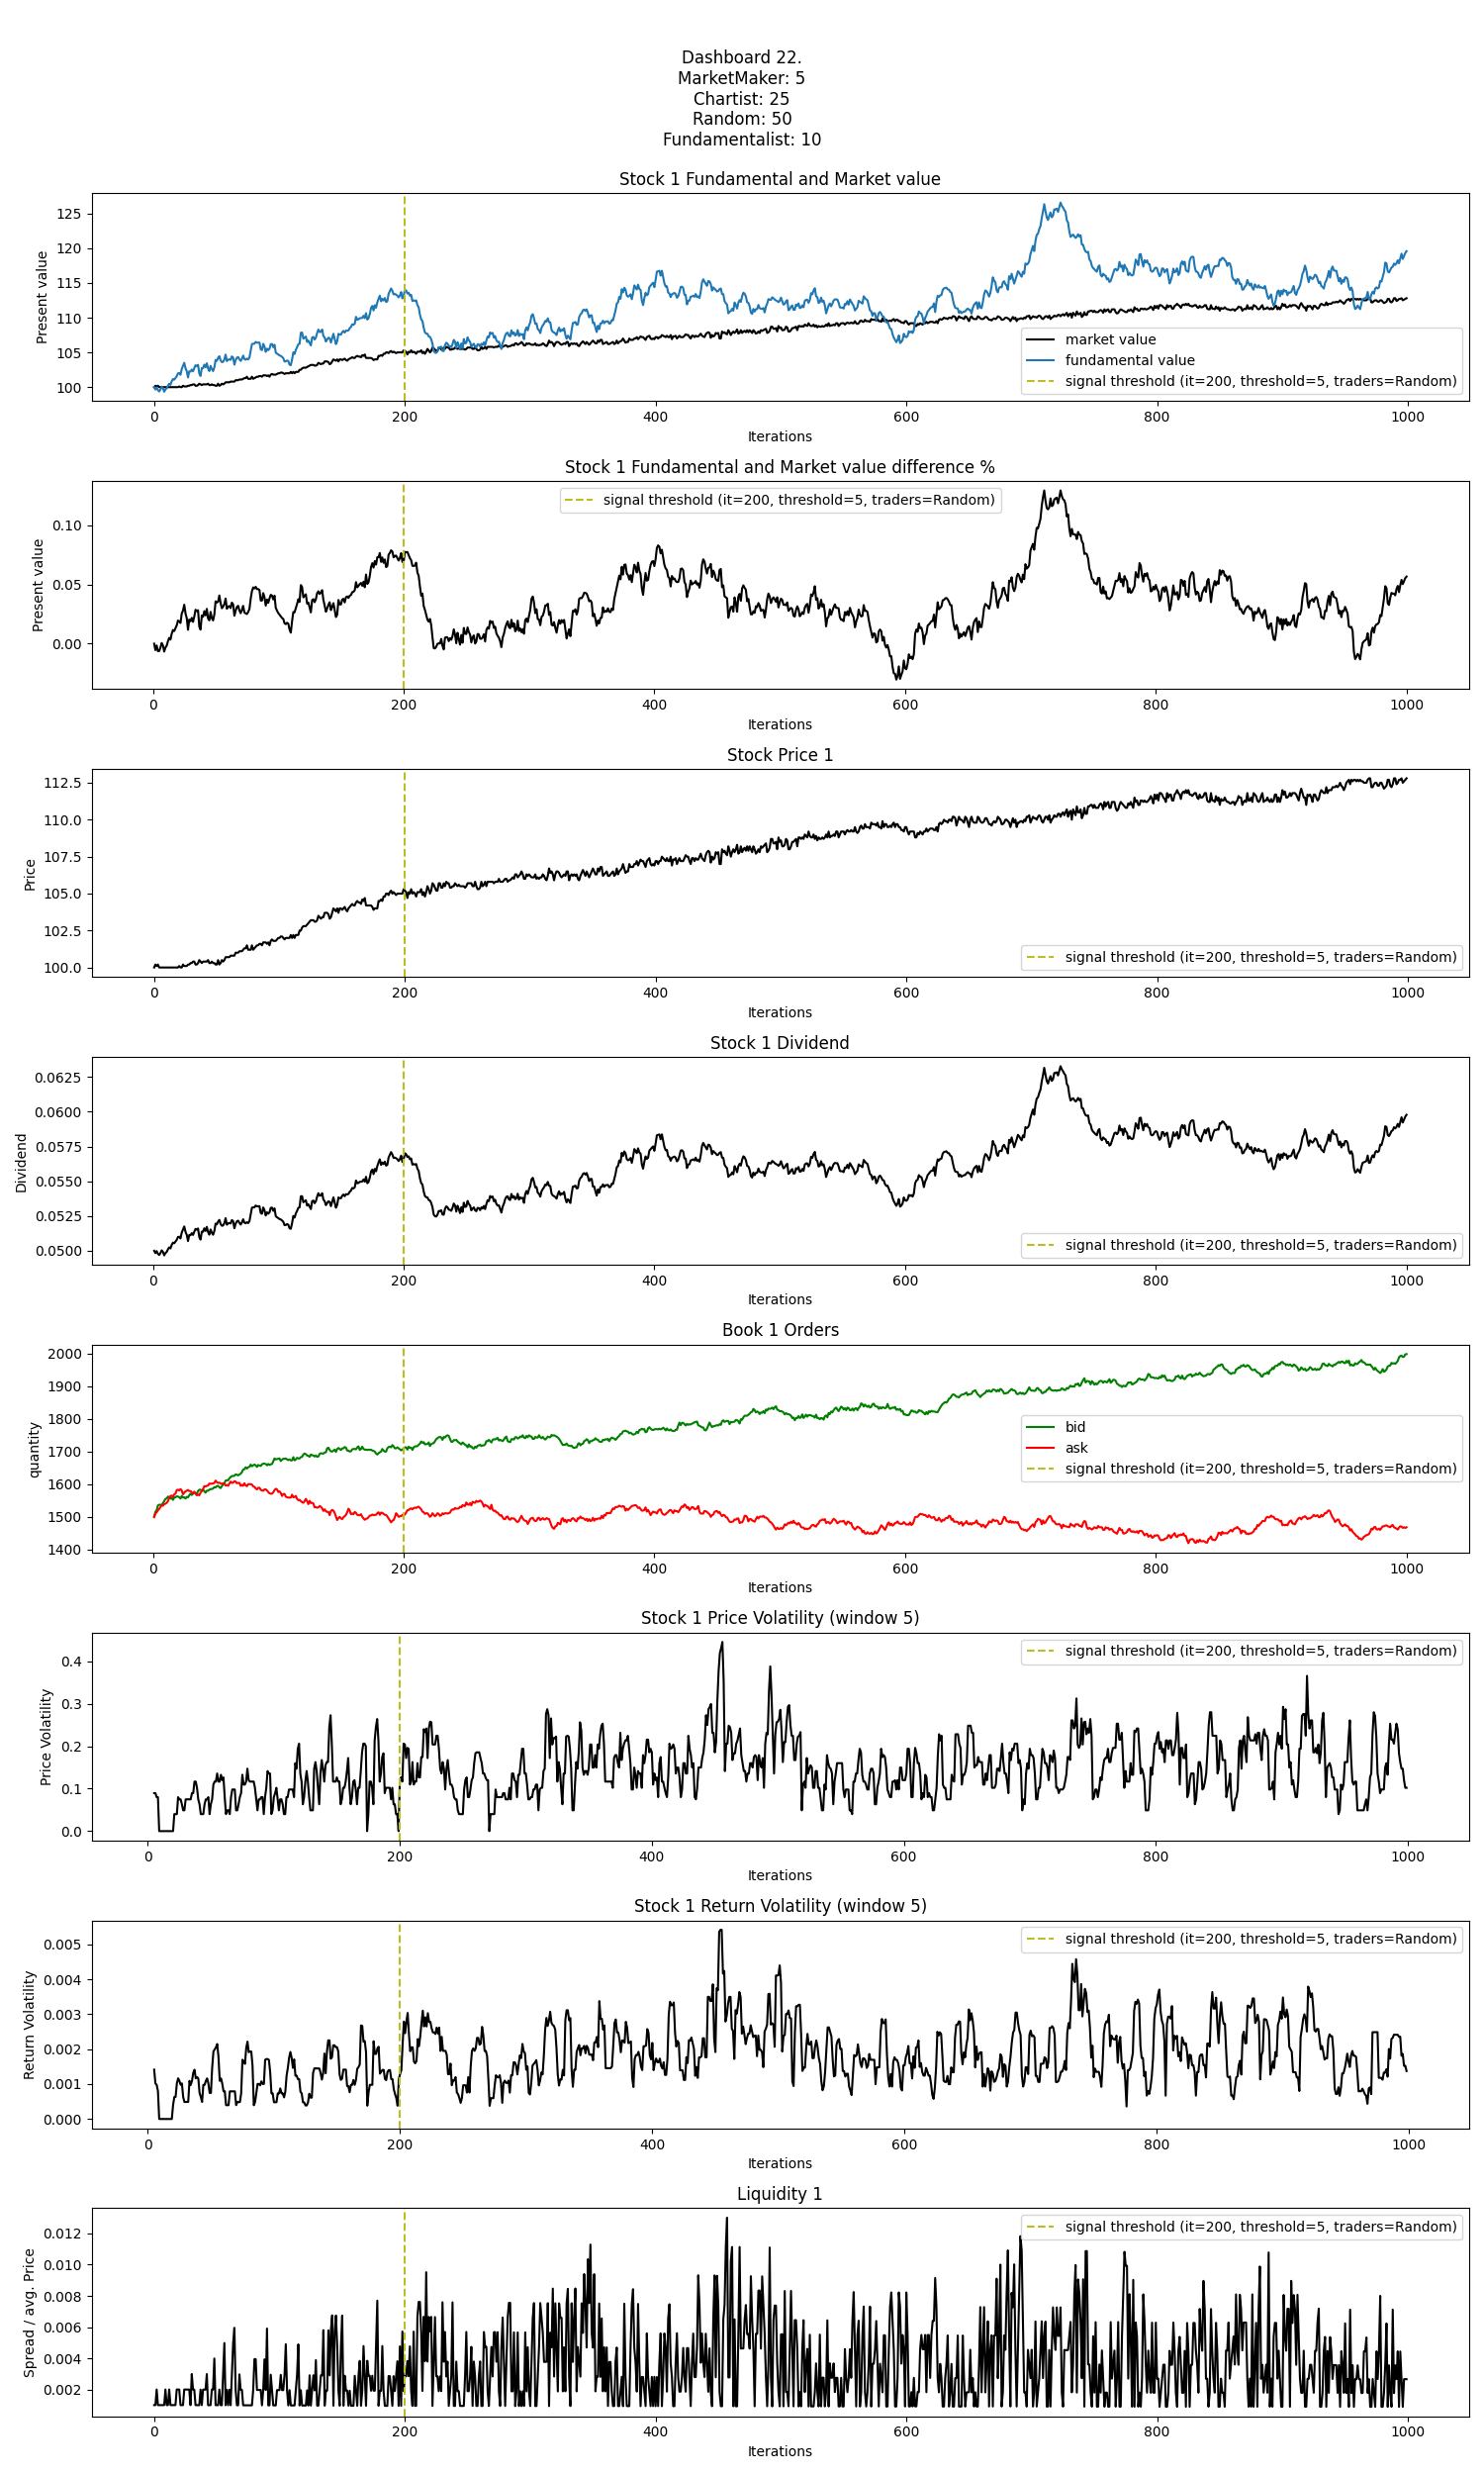 Dashboard 22.
MarketMaker: 5
Chartist: 25
Random: 50
Fundamentalist: 10
Stock 1 Fundamental and Market value
Present value
125
120
115
110
105
100
market value
fundamental value
signal threshold (it=200, threshold=5, traders=Random)
0 200 400 600 800 1000
Iterations
Stock 1 Fundamental and Market value difference %
Present value
0.10
0.05
0.00
signal threshold (it=200, threshold=5, traders=Random)
0 200 400 600 800 1000
Iterations
Stock Price 1
Price
112.5
110.0
107.5
105.0
102.5
100.0
signal threshold (it=200, threshold=5, traders=Random)
0 200 400 600 800 1000
Iterations
Stock 1 Dividend
Dividend
0.0625
0.0600
0.0575
0.0550
0.0525
0.0500
signal threshold (it=200, threshold=5, traders=Random)
0 200 400 600 800 1000
Iterations
Book 1 Orders
quantity
2000
1900
1800
1700
1600
1500
1400
bid
ask
signal threshold (it=200, threshold=5, traders=Random)
0 200 400 600 800 1000
Iterations
Stock 1 Price Volatility (window 5)
Price Volatility
0.4
0.3
0.2
0.1
0.0
signal threshold (it=200, threshold=5, traders=Random)
0 200 400 600 800 1000
Iterations
Stock 1 Return Volatility (window 5)
Return Volatility
0.005
0.004
0.003
0.002
0.001
0.000
signal threshold (it=200, threshold=5, traders=Random)
0 200 400 600 800 1000
Iterations
Liquidity 1
Spread / avg. Price
0.012
0.010
0.008
0.006
0.004
0.002
signal threshold (it=200, threshold=5, traders=Random)
0 200 400 600 800 1000
Iterations